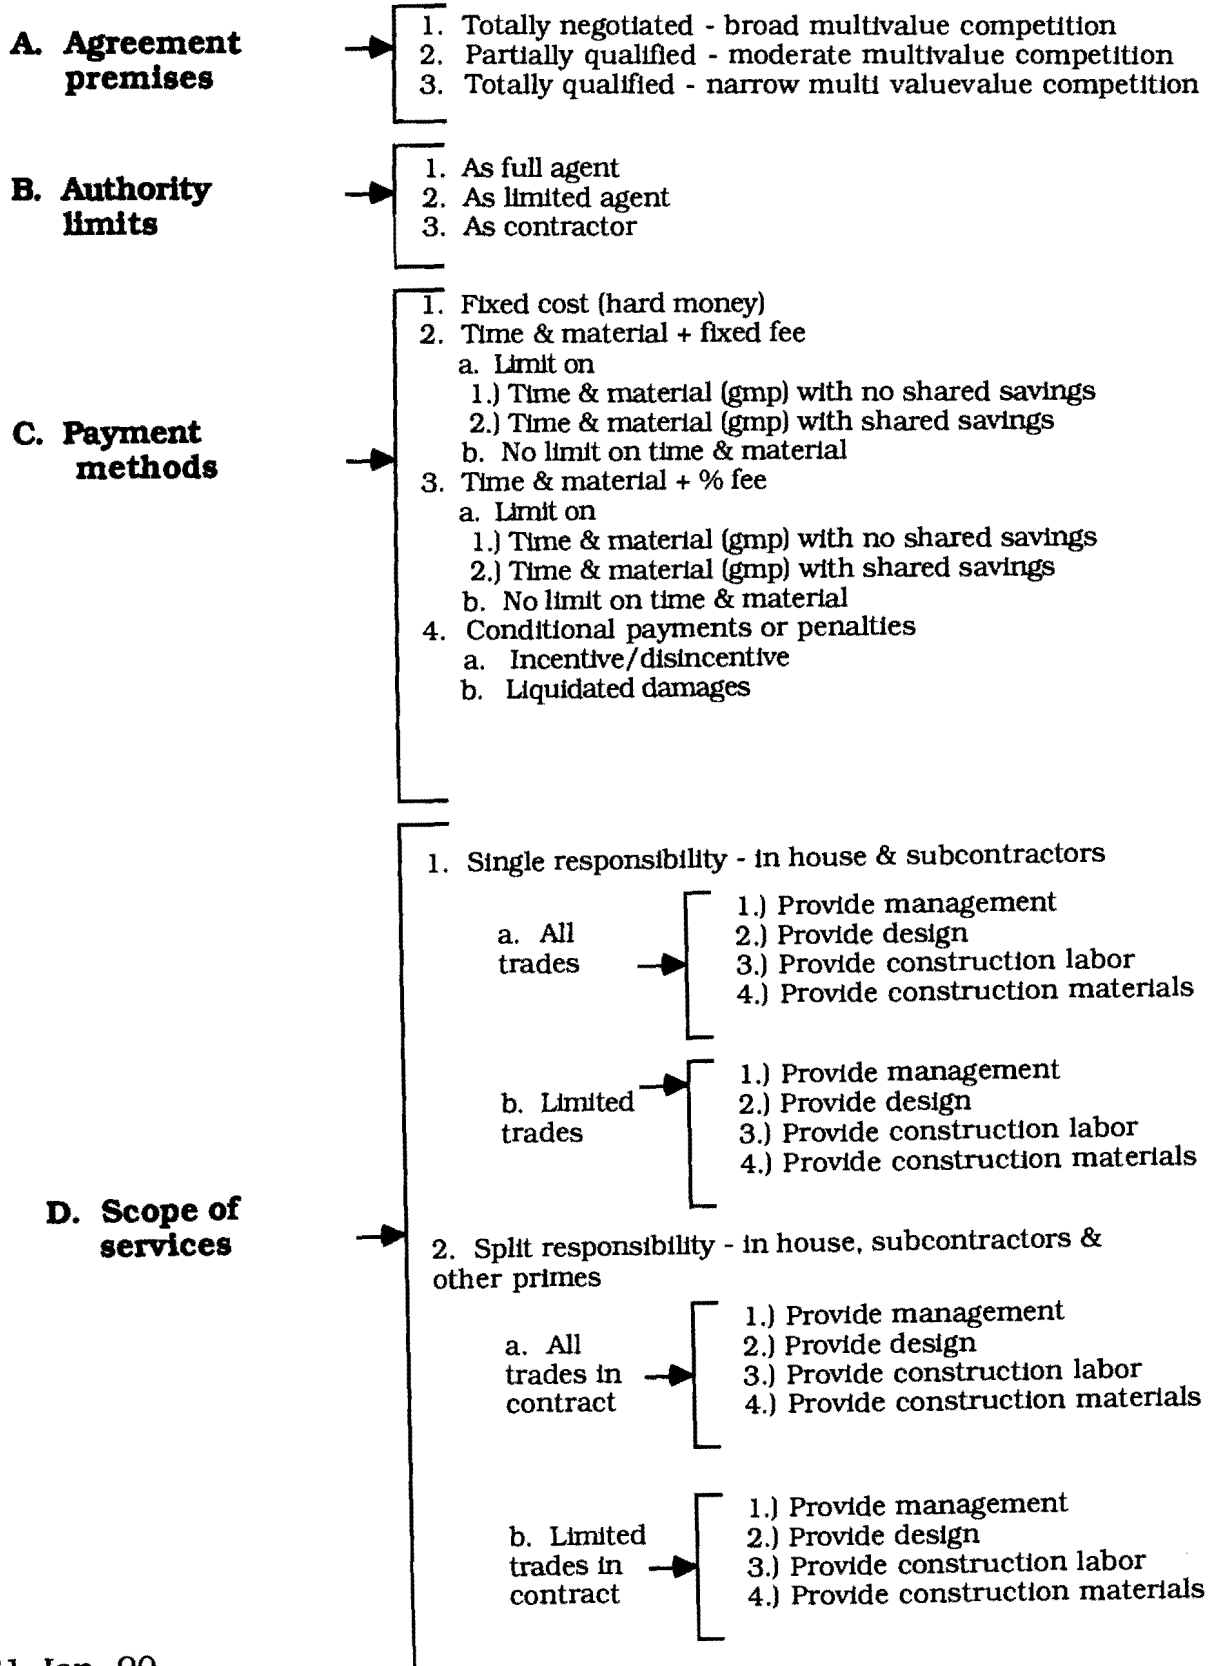 A. Agreement
premises
1. Totally negotiated - broad multivalue competition
2. Partially qualified - moderate multivalue competition
3. Totally qualified - narrow multi valuevalue competition
B. Authority
limits
1. As full agent
2. As limited agent
3. As contractor
C. Payment
methods
1. Fixed cost (hard money)
2. Time & material + fixed fee
a. Limit on
1.) Time & material (gmp) with no shared savings
2.) Time & material (gmp) with shared savings
b. No limit on time & material
3. Time & material + % fee
a. Limit on
1.) Time & material (gmp) with no shared savings
2.) Time & material (gmp) with shared savings
b. No limit on time & material
4. Conditional payments or penalties
a. Incentive/disincentive
b. Liquidated damages
D. Scope of
services
1. Single responsibility - in house & subcontractors
a. All
trades
1.) Provide management
2.) Provide design
3.) Provide construction labor
4.) Provide construction materials
b. Limited
trades
1.) Provide management
2.) Provide design
3.) Provide construction labor
4.) Provide construction materials
2. Split responsibility - in house, subcontractors &
other primes
a. All
trades in
contract
1.) Provide management
2.) Provide design
3.) Provide construction labor
4.) Provide construction materials
b. Limited
trades in
contract
1.) Provide management
2.) Provide design
3.) Provide construction labor
4.) Provide construction materials